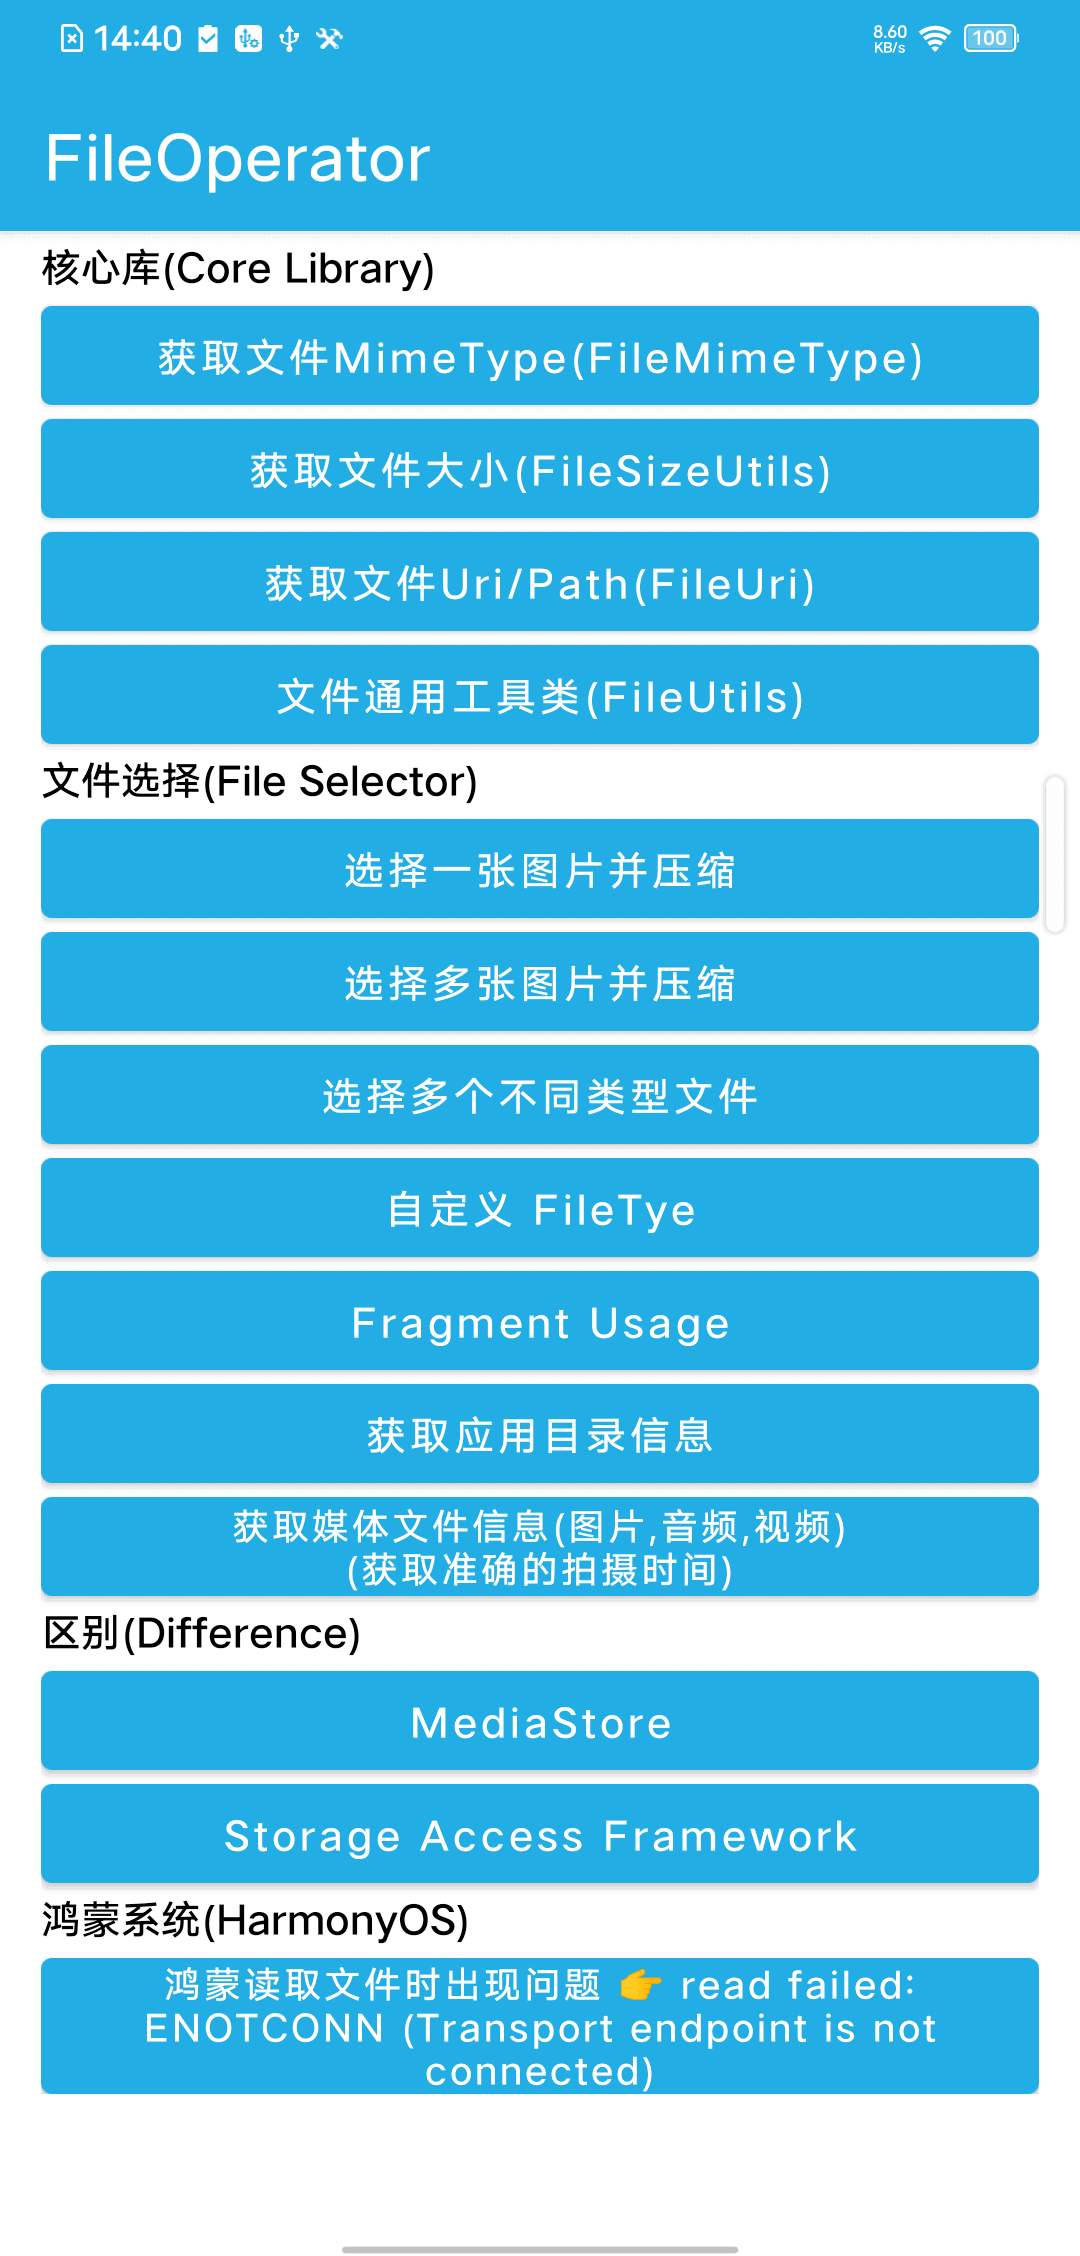 14:40
8.60
KB/s
100
FileOperator
核心库(Core Library)
获取文件MimeType(FileMimeType)
获取文件大小(FileSizeUtils)
获取文件Uri/Path(FileUri)
文件通用工具类(FileUtils)
文件选择(File Selector)
选择一张图片并压缩
选择多张图片并压缩
选择多个不同类型文件
自定义 FileTye
Fragment Usage
获取应用目录信息
获取媒体文件信息(图片,音频,视频)
(获取准确的拍摄时间)
区别(Difference)
MediaStore
Storage Access Framework
鸿蒙系统(HarmonyOS)
鸿蒙读取文件时出现问题 👉 read failed:
ENOTCONN (Transport endpoint is not
connected)